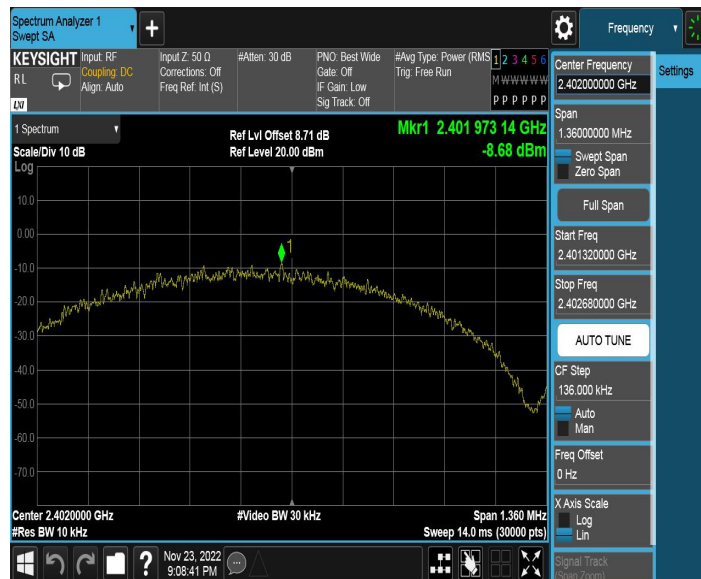 Spectrum Analyzer 1
Swept SA
+
Frequency
KEYSIGHT
RL
LXI
Input: RF
Coupling: DC
Align: Auto
Input Z: 50 Ω
Corrections: Off
Freq Ref: Int (S)
#Atten: 30 dB
PNO: Best Wide
Gate: Off
IF Gain: Low
Sig Track: Off
#Avg Type: Power (RMS
Trig: Free Run
1 2 3 4 5 6
M W W W W W
P P P P P P
Center Frequency
2.402000000 GHz
Settings
Span
1.36000000 MHz
Swept Span
Zero Span
Full Span
Start Freq
2.401320000 GHz
Stop Freq
2.402680000 GHz
AUTO TUNE
CF Step
136.000 kHz
Auto
Man
Freq Offset
0 Hz
X Axis Scale
Log
Lin
Signal Track
(Span Zoom)
1 Spectrum
Scale/Div 10 dB
Log
Ref Lvl Offset 8.71 dB
Ref Level 20.00 dBm
Mkr1 2.401 973 14 GHz
-8.68 dBm
10.0
0.00
-10.0
-20.0
-30.0
-40.0
-50.0
-60.0
-70.0
1
Center 2.4020000 GHz
#Res BW 10 kHz
#Video BW 30 kHz
Span 1.360 MHz
Sweep 14.0 ms (30000 pts)
?
Nov 23, 2022
9:08:41 PM